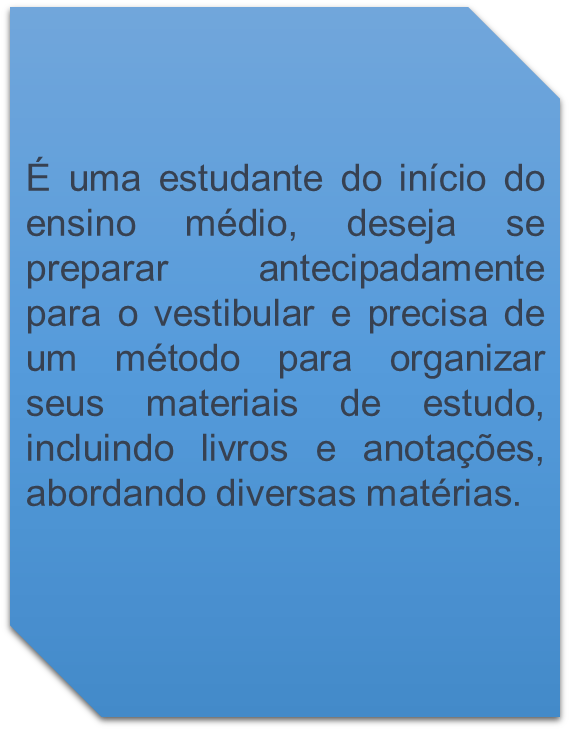 É uma estudante do início do
ensino médio, deseja se
preparar antecipadamente
para o vestibular e precisa de
um método para organizar
seus materiais de estudo,
incluindo livros e anotações,
abordando diversas matérias.